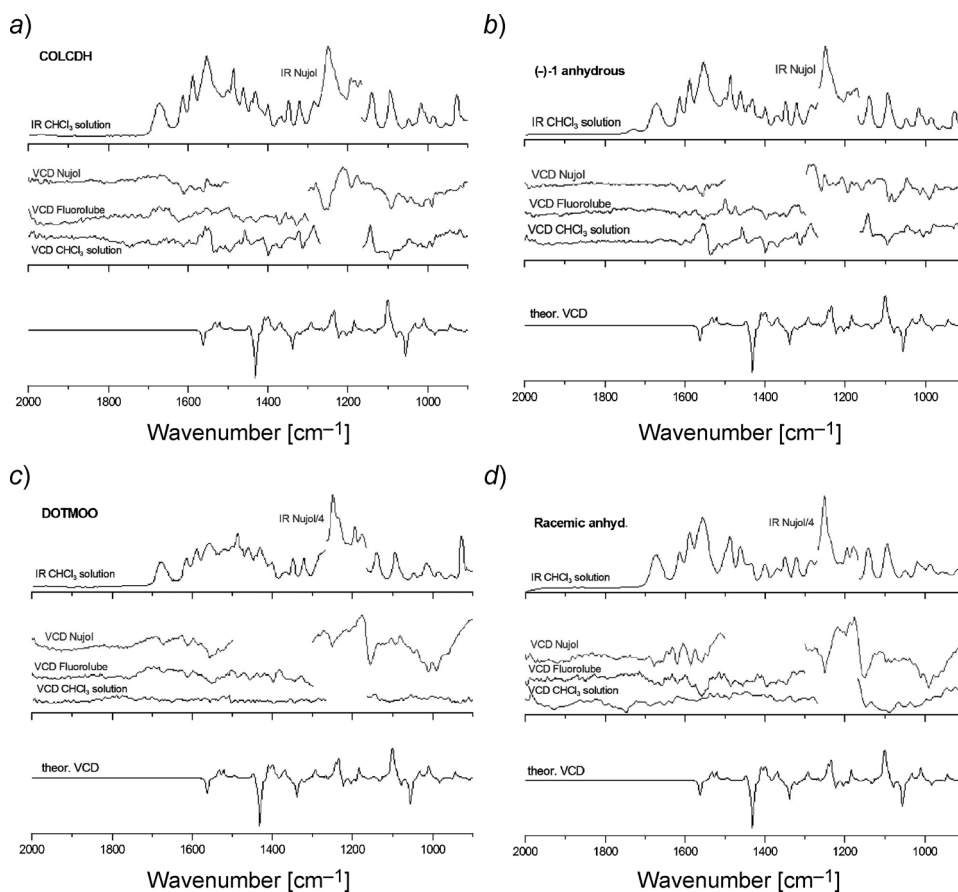 a)
COLCDH
IR Nujol
IR CHCl₃ solution
VCD Nujol
VCD Fluorolube
VCD CHCl₃ solution
theor. VCD
2000 1800 1600 1400 1200 1000
Wavenumber [cm⁻¹]
b)
(-)-1 anhydrous
IR Nujol
IR CHCl₃ solution
VCD Nujol
VCD Fluorolube
VCD CHCl₃ solution
theor. VCD
2000 1800 1600 1400 1200 1000
Wavenumber [cm⁻¹]
c)
DOTMOO
IR Nujol/4
IR CHCl₃ solution
VCD Nujol
VCD Fluorolube
VCD CHCl₃ solution
theor. VCD
2000 1800 1600 1400 1200 1000
Wavenumber [cm⁻¹]
d)
Racemic anhyd.
IR Nujol/4
IR CHCl₃ solution
VCD Nujol
VCD Fluorolube
VCD CHCl₃ solution
theor. VCD
2000 1800 1600 1400 1200 1000
Wavenumber [cm⁻¹]